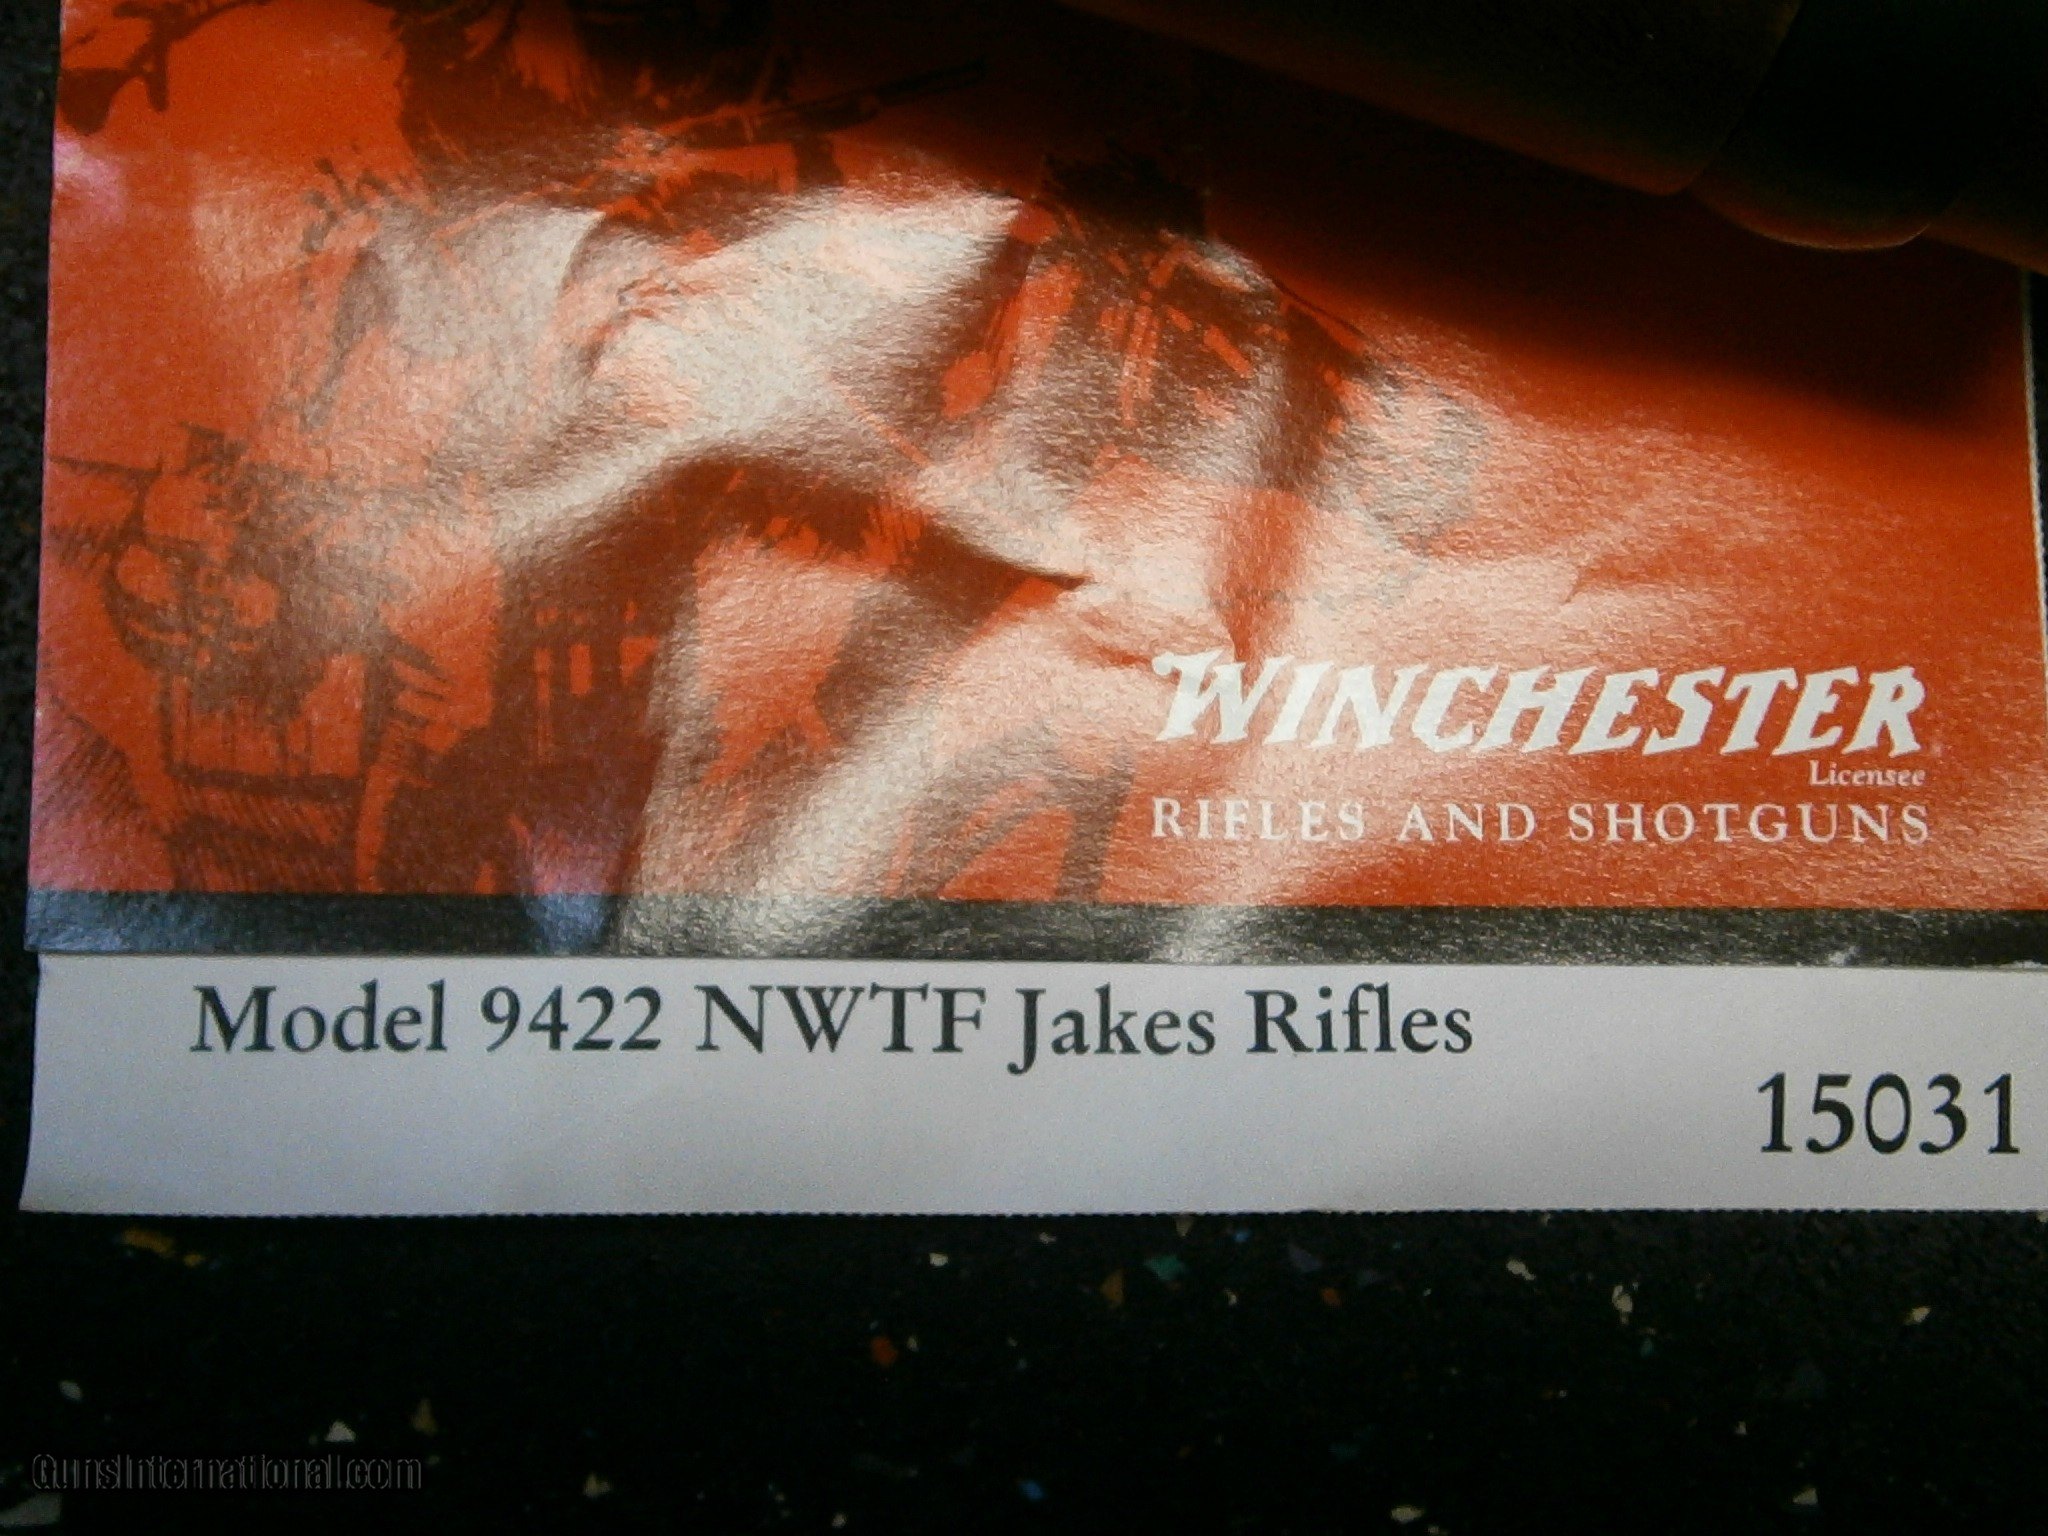 WINCHESTER
Licensee
RIFLES AND SHOTGUNS
Model 9422 NWTF Jakes Rifles
15031
GunsInternational.com